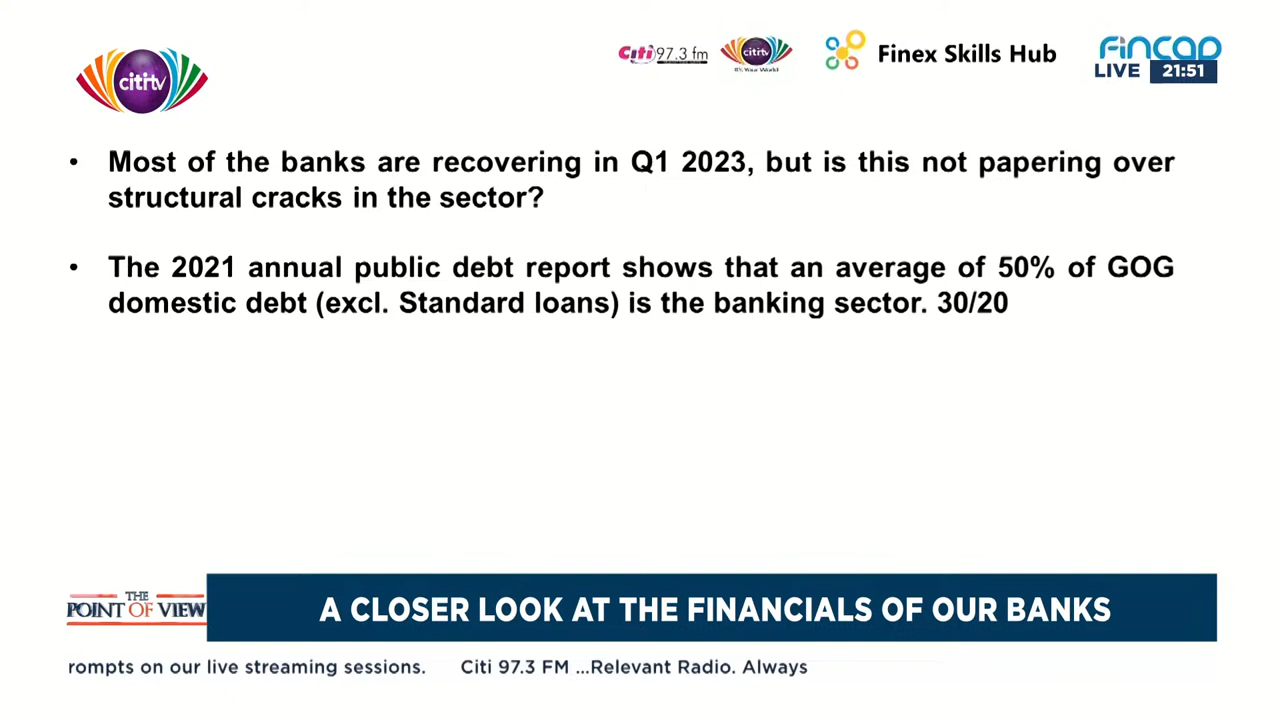 citi tv
Citi 97.3 fm
citi tv
It's Your World
Finex Skills Hub
fincap
LIVE 21:51
• Most of the banks are recovering in Q1 2023, but is this not papering over
structural cracks in the sector?
• The 2021 annual public debt report shows that an average of 50% of GOG
domestic debt (excl. Standard loans) is the banking sector. 30/20
THE
POINT OF VIEW
A CLOSER LOOK AT THE FINANCIALS OF OUR BANKS
rompts on our live streaming sessions. Citi 97.3 FM ...Relevant Radio. Always